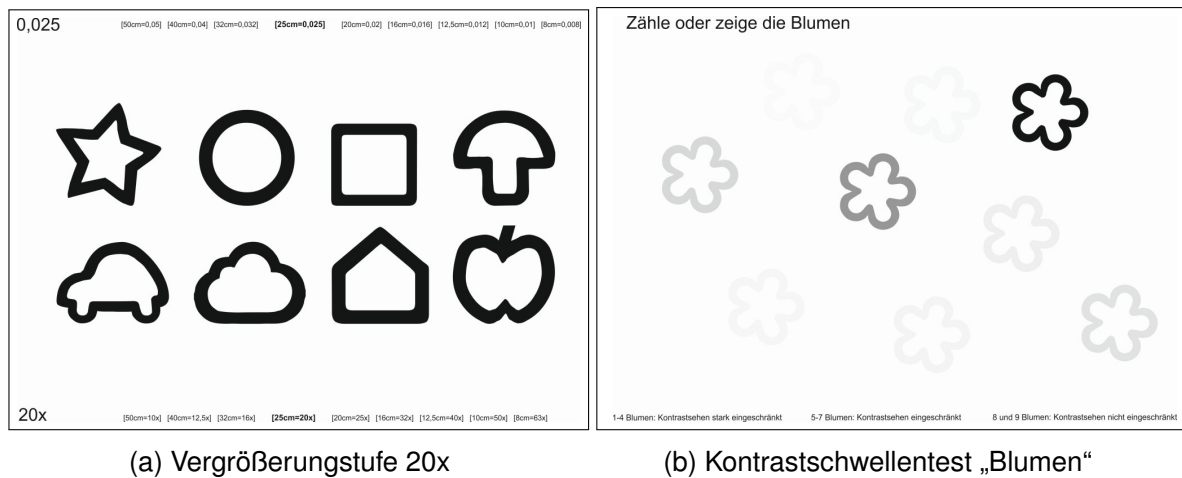 0,025 [50cm=0,05] [40cm=0,04] [32cm=0,032] [25cm=0,025] [20cm=0,02] [16cm=0,016] [12,5cm=0,012] [10cm=0,01] [8cm=0,008]
20x [50cm=10x] [40cm=12,5x] [32cm=16x] [25cm=20x] [20cm=25x] [16cm=32x] [12,5cm=40x] [10cm=50x] [8cm=63x]
(a) Vergrößerungstufe 20x
Zähle oder zeige die Blumen
1-4 Blumen: Kontrastsehen stark eingeschränkt 5-7 Blumen: Kontrastsehen eingeschränkt 8 und 9 Blumen: Kontrastsehen nicht eingeschränkt
(b) Kontrastschwellentest „Blumen“